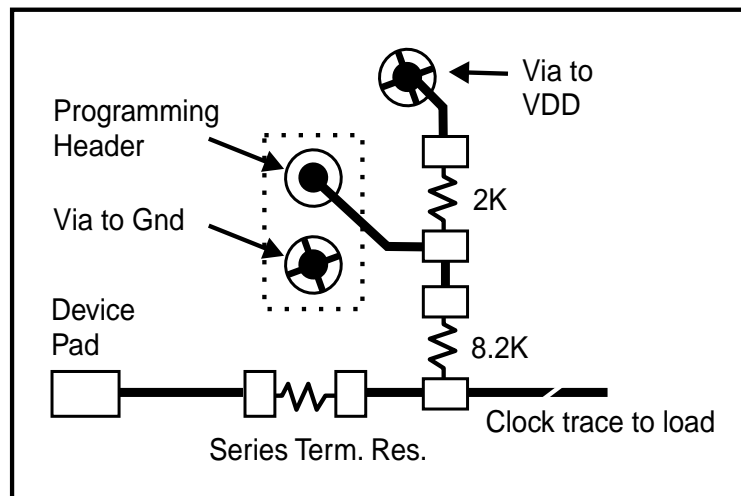 Via to
VDD
Programming
Header
2K
Via to Gnd
Device
Pad
8.2K
Clock trace to load
Series Term. Res.